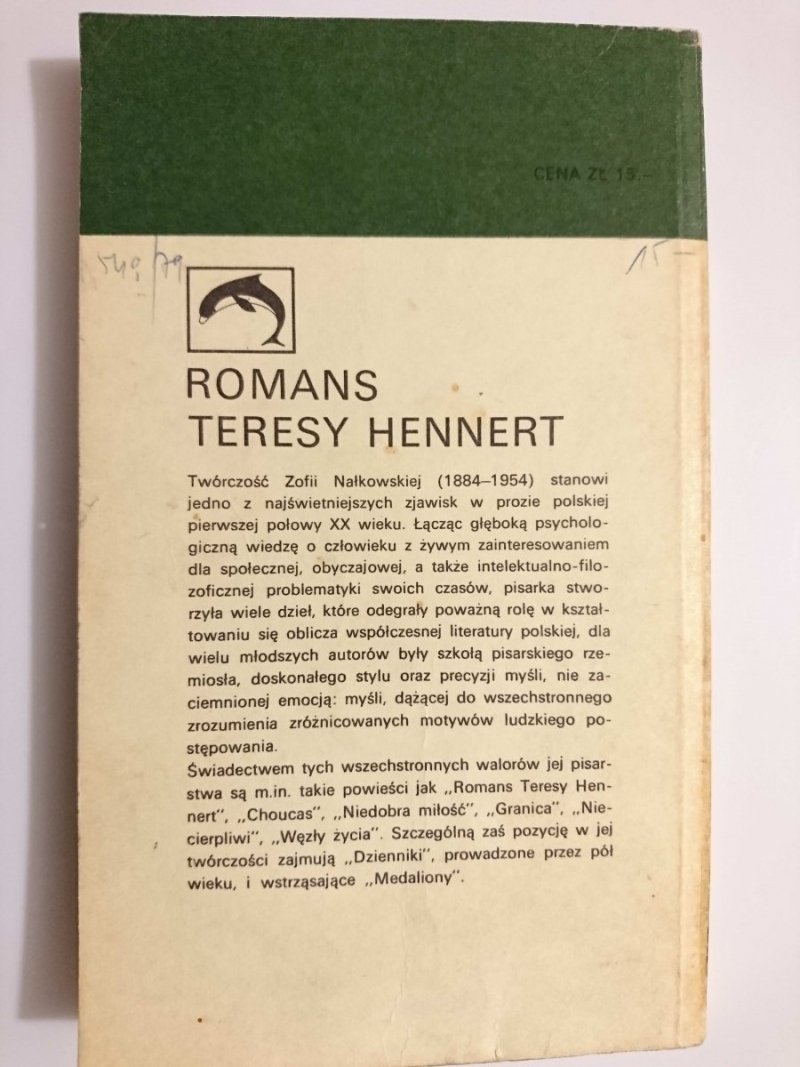 CENA ZŁ 15.—
15 —
ROMANS
TERESY HENNERT
Twórczość Zofii Nałkowskiej (1884—1954) stanowi
jedno z najświetniejszych zjawisk w prozie polskiej
pierwszej połowy XX wieku. Łącząc głęboką psycholo-
giczną wiedzę o człowieku z żywym zainteresowaniem
dla społecznej, obyczajowej, a także intelektualno-filo-
zoficznej problematyki swoich czasów, pisarka stwo-
rzyła wiele dzieł, które odegrały poważną rolę w kształ-
towaniu się oblicza współczesnej literatury polskiej, dla
wielu młodszych autorów były szkołą pisarskiego rze-
miosła, doskonałego stylu oraz precyzji myśli, nie za-
ciemnionej emocją: myśli, dążącej do wszechstronnego
zrozumienia zróżnicowanych motywów ludzkiego po-
stępowania.
Świadectwem tych wszechstronnych walorów jej pisar-
stwa są m.in. takie powieści jak „Romans Teresy Hen-
nert", „Choucas", „Niedobra miłość", „Granica", „Nie-
cierpliwi", „Węzły życia". Szczególną zaś pozycję w jej
twórczości zajmują „Dzienniki", prowadzone przez pół
wieku, i wstrząsające „Medaliony".